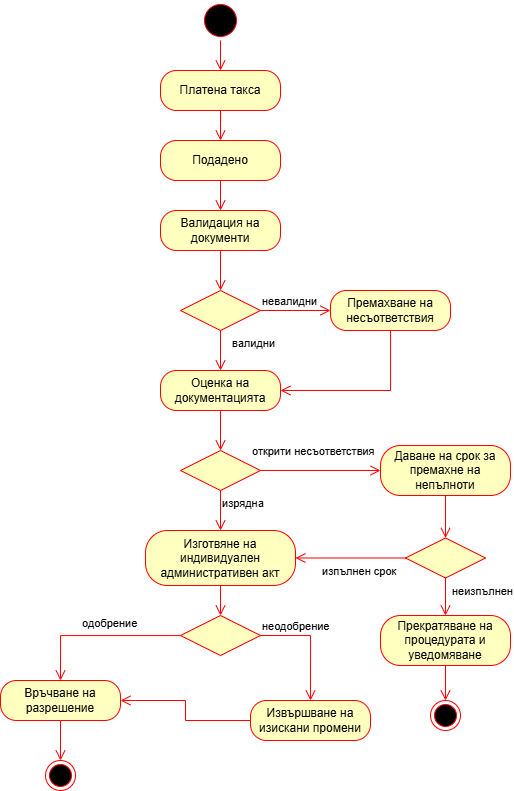 Платена такса
Подадено
Валидация на
документи
невалидни
Премахване на
несъответствия
валидни
Оценка на
документацията
открити несъответствия
Даване на срок за
премахне на
непълноти
изрядна
Изготвяне на
индивидуален
административен акт
изпълнен срок
неизпълнен
одобрение
неодобрение
Прекратяване на
процедурата и
уведомяване
Връчване на
разрешение
Извършване на
изискани промени